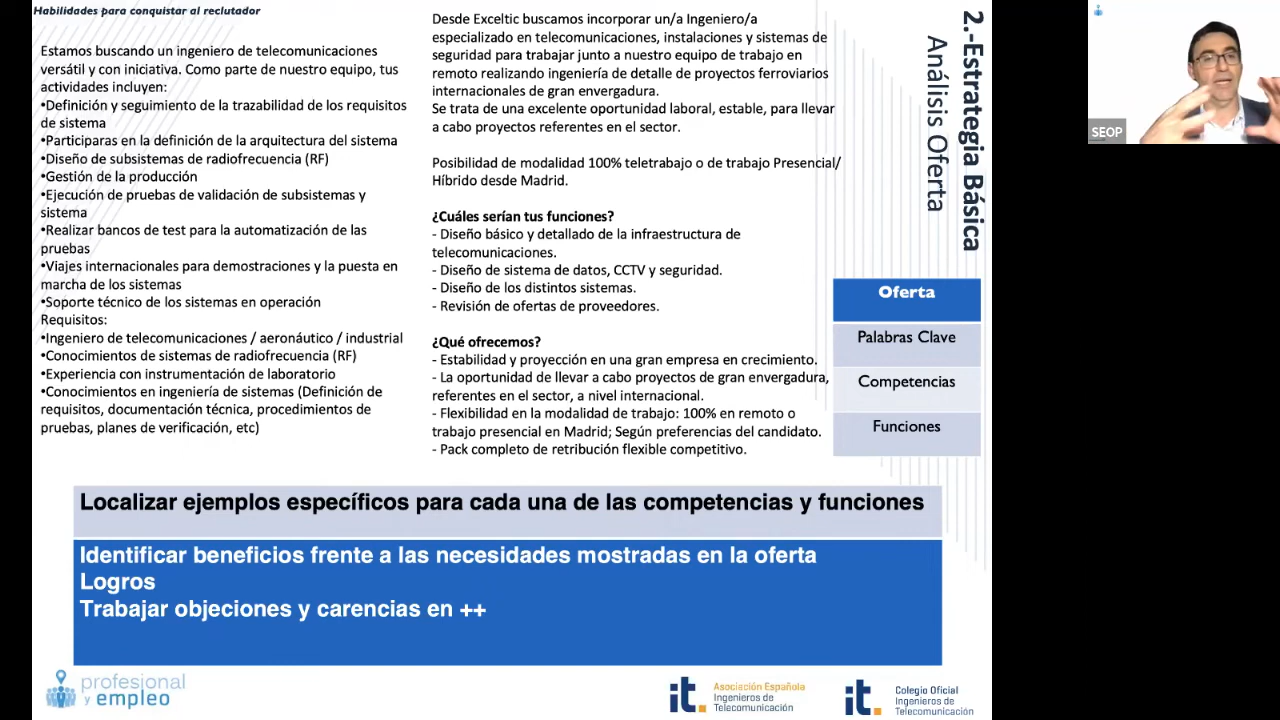 Habilidades para conquistar al reclutador
Estamos buscando un ingeniero de telecomunicaciones
versátil y con iniciativa. Como parte de nuestro equipo, tus
actividades incluyen:
•Definición y seguimiento de la trazabilidad de los requisitos
de sistema
•Participaras en la definición de la arquitectura del sistema
•Diseño de subsistemas de radiofrecuencia (RF)
•Gestión de la producción
•Ejecución de pruebas de validación de subsistemas y
sistema
•Realizar bancos de test para la automatización de las
pruebas
•Viajes internacionales para demostraciones y la puesta en
marcha de los sistemas
•Soporte técnico de los sistemas en operación
Requisitos:
•Ingeniero de telecomunicaciones / aeronáutico / industrial
•Conocimientos de sistemas de radiofrecuencia (RF)
•Experiencia con instrumentación de laboratorio
•Conocimientos en ingeniería de sistemas (Definición de
requisitos, documentación técnica, procedimientos de
pruebas, planes de verificación, etc)
Desde Exceltic buscamos incorporar un/a Ingeniero/a
especializado en telecomunicaciones, instalaciones y sistemas de
seguridad para trabajar junto a nuestro equipo de trabajo en
remoto realizando ingeniería de detalle de proyectos ferroviarios
internacionales de gran envergadura.
Se trata de una excelente oportunidad laboral, estable, para llevar
a cabo proyectos referentes en el sector.
Posibilidad de modalidad 100% teletrabajo o de trabajo Presencial/
Híbrido desde Madrid.
¿Cuáles serían tus funciones?
- Diseño básico y detallado de la infraestructura de
telecomunicaciones.
- Diseño de sistema de datos, CCTV y seguridad.
- Diseño de los distintos sistemas.
- Revisión de ofertas de proveedores.
¿Qué ofrecemos?
- Estabilidad y proyección en una gran empresa en crecimiento.
- La oportunidad de llevar a cabo proyectos de gran envergadura,
referentes en el sector, a nivel internacional.
- Flexibilidad en la modalidad de trabajo: 100% en remoto o
trabajo presencial en Madrid; Según preferencias del candidato.
- Pack completo de retribución flexible competitivo.
2.-Estrategia Básica
Análisis Oferta
Oferta
Palabras Clave
Competencias
Funciones
Localizar ejemplos específicos para cada una de las competencias y funciones
Identificar beneficios frente a las necesidades mostradas en la oferta
Logros
Trabajar objeciones y carencias en ++
profesional
y empleo
it.
Asociación Española
Ingenieros de
Telecomunicación
it.
Colegio Oficial
Ingenieros de
Telecomunicación
SEOP